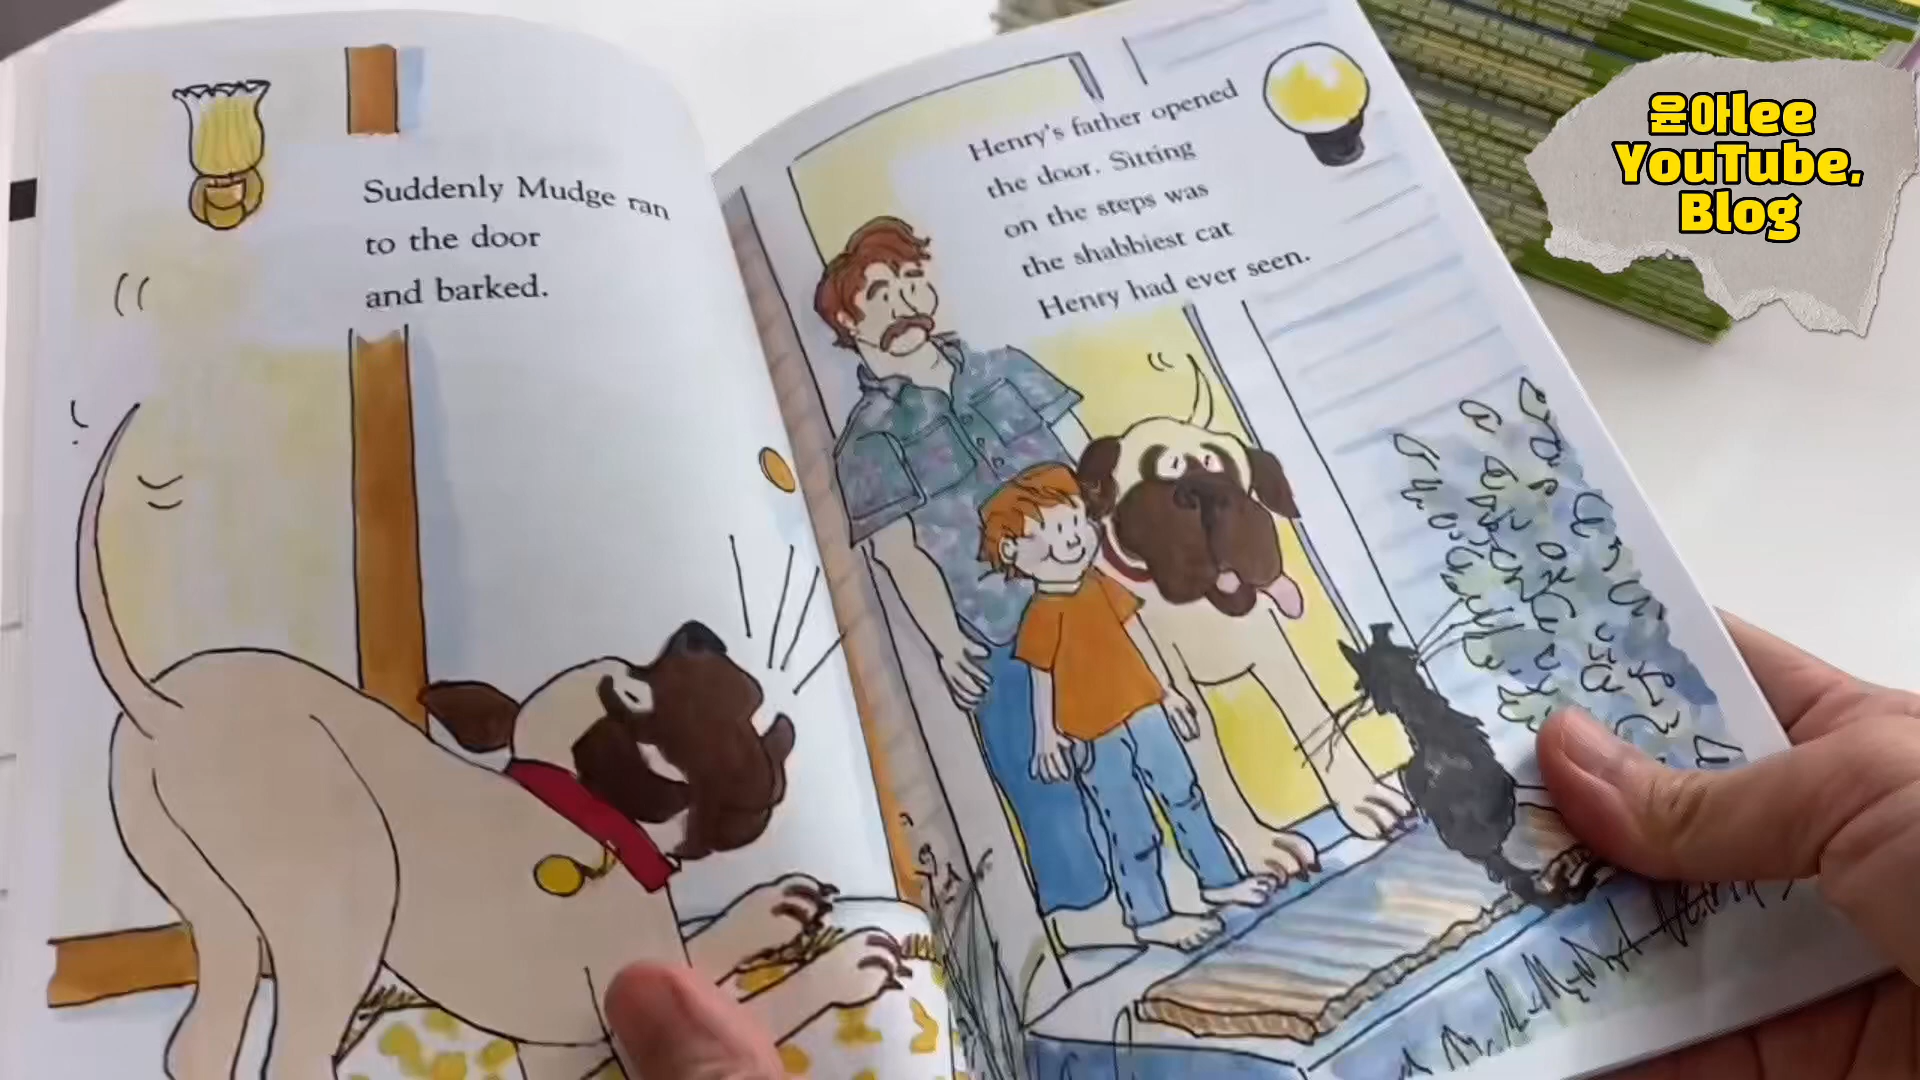 Suddenly Mudge ran
to the door
and barked.
Henry's father opened
the door. Sitting
on the steps was
the shabbiest cat
Henry had ever seen.
윤아lee
YouTube,
Blog